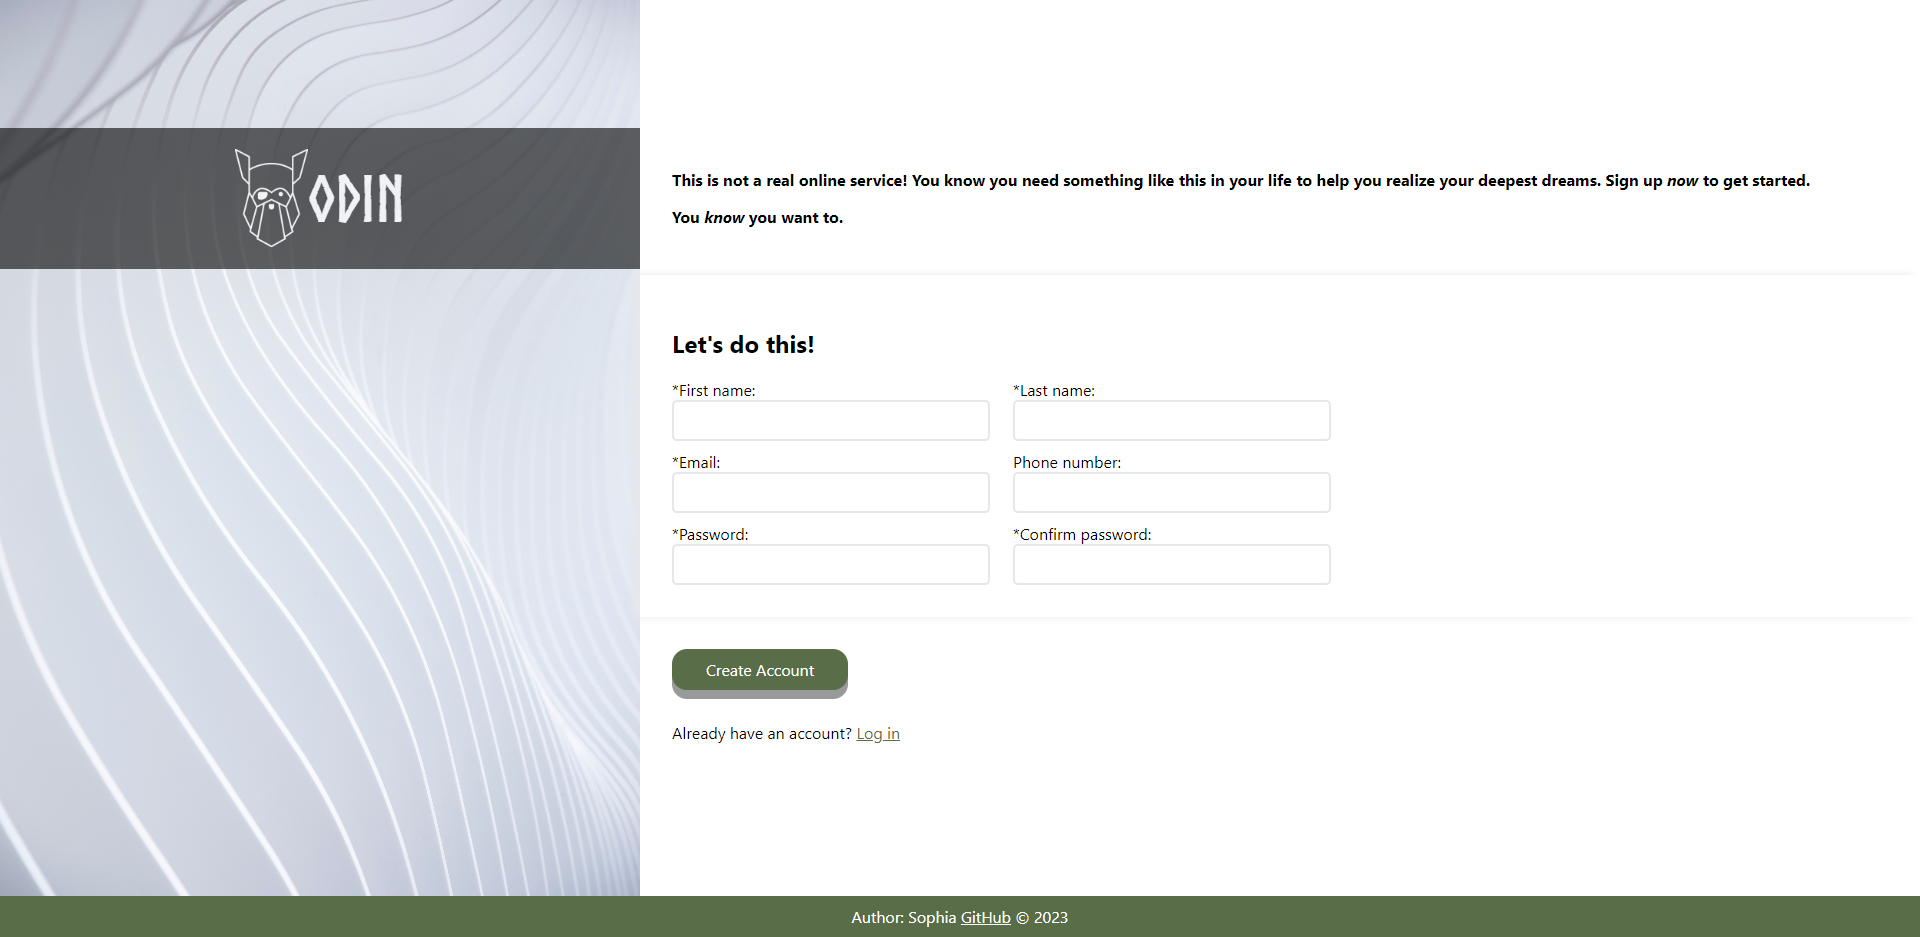 ODIN
This is not a real online service! You know you need something like this in your life to help you realize your deepest dreams. Sign up now to get started.
You know you want to.
Let's do this!
*First name:
*Last name:
*Email:
Phone number:
*Password:
*Confirm password:
Create Account
Already have an account? Log in
Author: Sophia GitHub © 2023